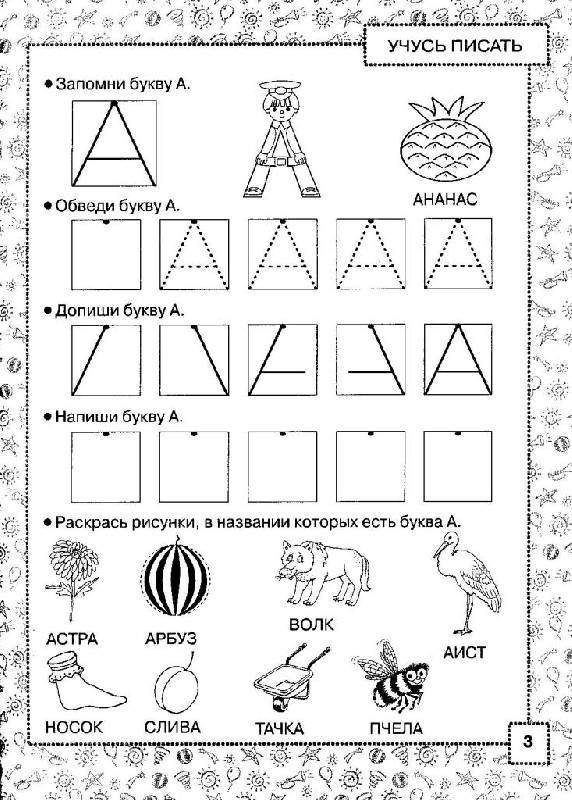 УЧУСЬ ПИСАТЬ
• Запомни букву А.
А
АНАНАС
• Обведи букву А.
А А А А
• Допиши букву А.
А
• Напиши букву А.
• Раскрась рисунки, в названии которых есть буква А.
АСТРА АРБУЗ ВОЛК АИСТ
НОСОК СЛИВА ТАЧКА ПЧЕЛА
3